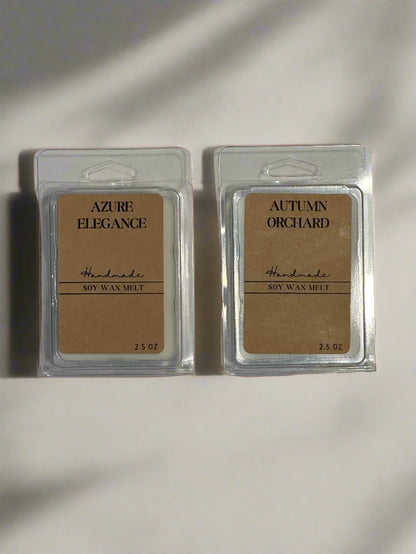 AZURE
ELEGANCE
Handmade
SOY WAX MELT
2.5 OZ
AUTUMN
ORCHARD
Handmade
SOY WAX MELT
2.5 OZ